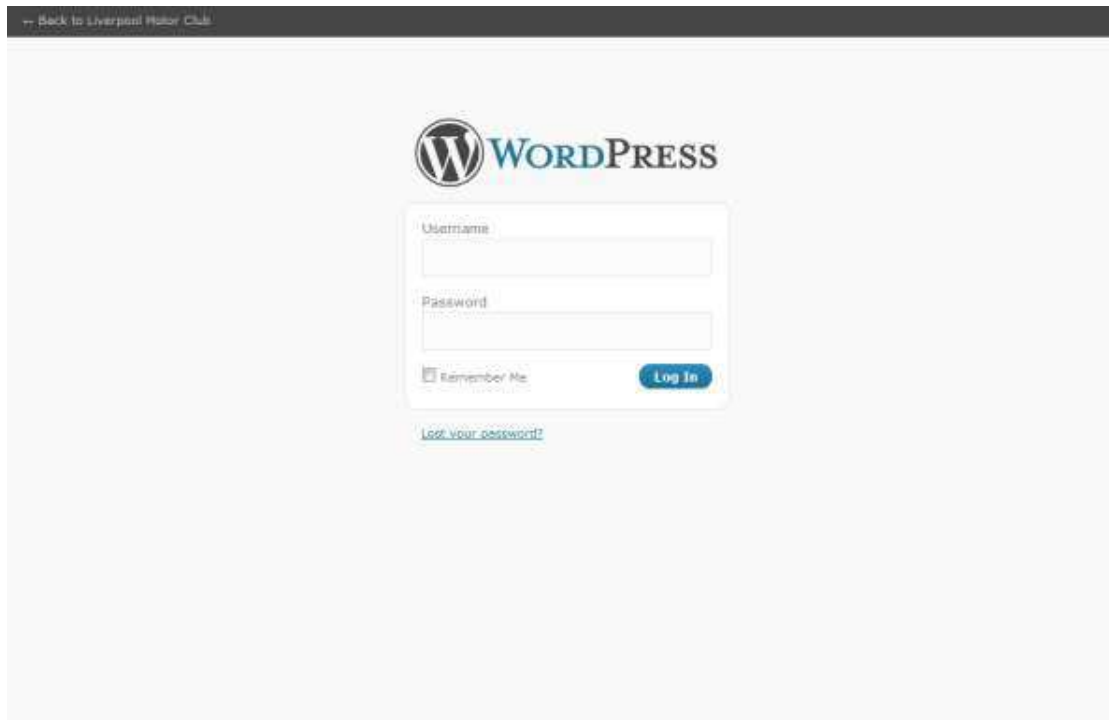 ← Back to Liverpool Motor Club
WORDPRESS
Username
Password
Remember Me
Log In
Lost your password?